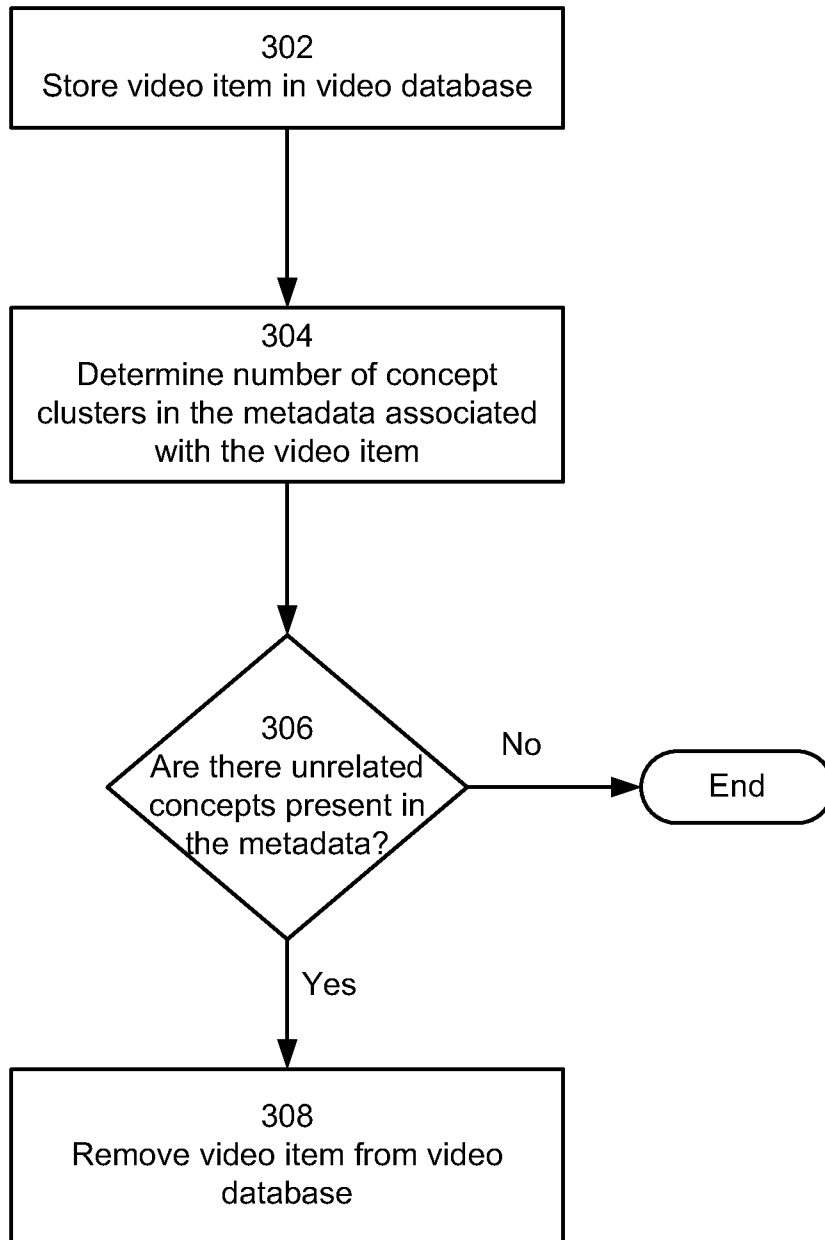 302
Store video item in video database
304
Determine number of concept
clusters in the metadata associated
with the video item
306
Are there unrelated
concepts present in
the metadata?
No
End
Yes
308
Remove video item from video
database